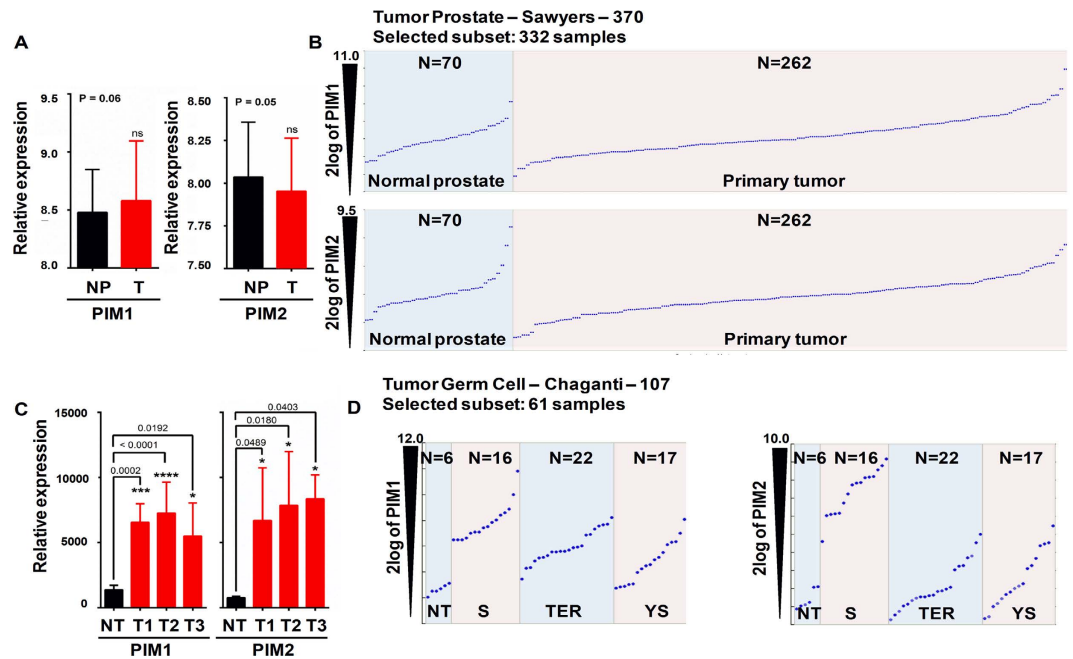 Tumor Prostate – Sawyers – 370
Selected subset: 332 samples
A
B
9.5
9.0
8.5
8.0
Relative expression
P = 0.06
ns
NP T
PIM1
8.50
8.25
8.00
7.75
7.50
Relative expression
P = 0.05
ns
NP T
PIM2
11.0
2log of PIM1
N=70
N=262
Normal prostate
Primary tumor
9.5
2log of PIM2
N=70
N=262
Normal prostate
Primary tumor
Tumor Germ Cell – Chaganti – 107
Selected subset: 61 samples
C
D
15000
10000
5000
0
Relative expression
0.0192
< 0.0001
0.0002
***
****
*
NT T1 T2 T3
PIM1
0.0403
0.0180
0.0489
*
*
*
NT T1 T2 T3
PIM2
12.0
2log of PIM1
N=6 N=16 N=22 N=17
NT S TER YS
10.0
2log of PIM2
N=6 N=16 N=22 N=17
NT S TER YS